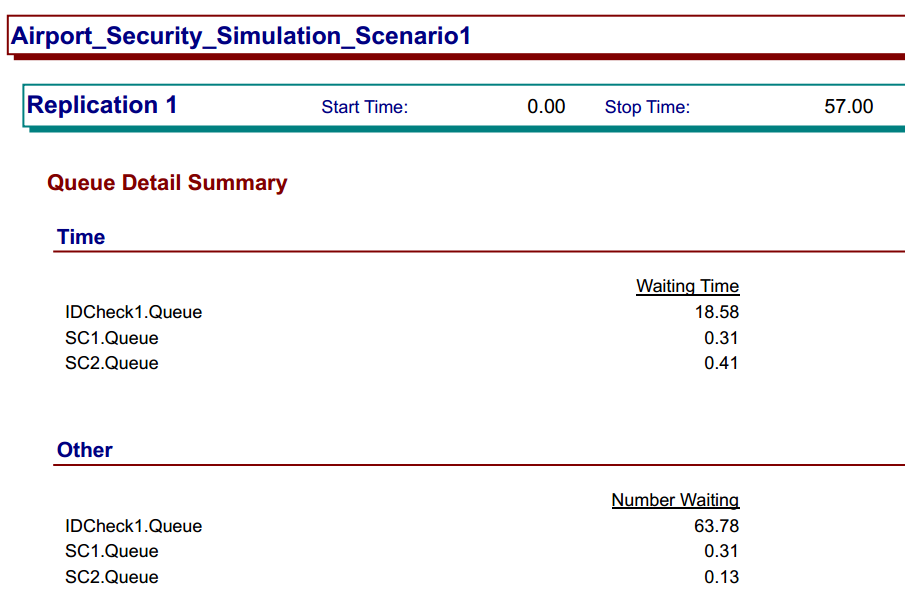 Airport_Security_Simulation_Scenario1
Replication 1 Start Time: 0.00 Stop Time: 57.00
Queue Detail Summary
Time
Waiting Time
IDCheck1.Queue 18.58
SC1.Queue 0.31
SC2.Queue 0.41
Other
Number Waiting
IDCheck1.Queue 63.78
SC1.Queue 0.31
SC2.Queue 0.13